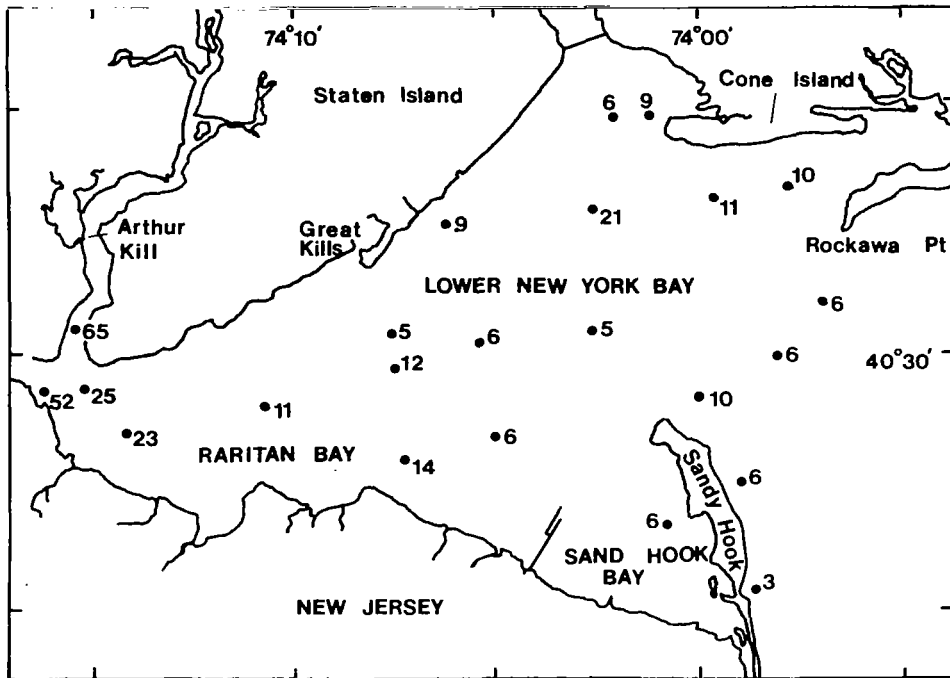 74°10'
74°00'
Cone Island
Staten Island
6
9
10
11
21
9
Arthur
Kill
Great
Kills
Rockawa Pt
LOWER NEW YORK BAY
6
65
5
6
5
6
40°30'
12
52
25
11
10
23
RARITAN BAY
14
6
Sandy Hook
6
6
SAND HOOK
BAY
3
NEW JERSEY